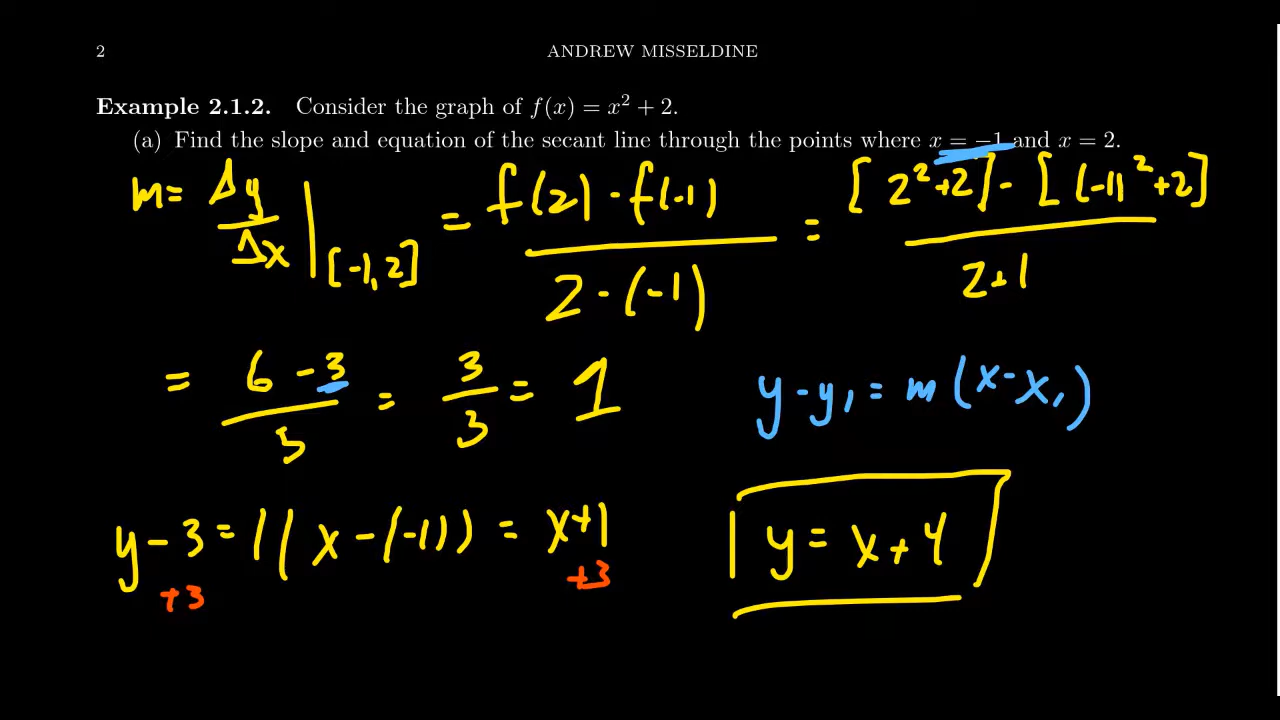 2 ANDREW MISSELDINE
Example 2.1.2. Consider the graph of f(x) = x² + 2.
(a) Find the slope and equation of the secant line through the points where x = −1 and x = 2.
m = Δy/Δx |[-1,2] = (f(2) - f(-1))/(2 - (-1)) = ([2² + 2] - [(-1)² + 2])/(2 + 1)
= (6 - 3)/3 = 3/3 = 1
y - y₁ = m(x - x₁)
y - 3 = 1(x - (-1)) = x + 1
+3 +3
y = x + 4